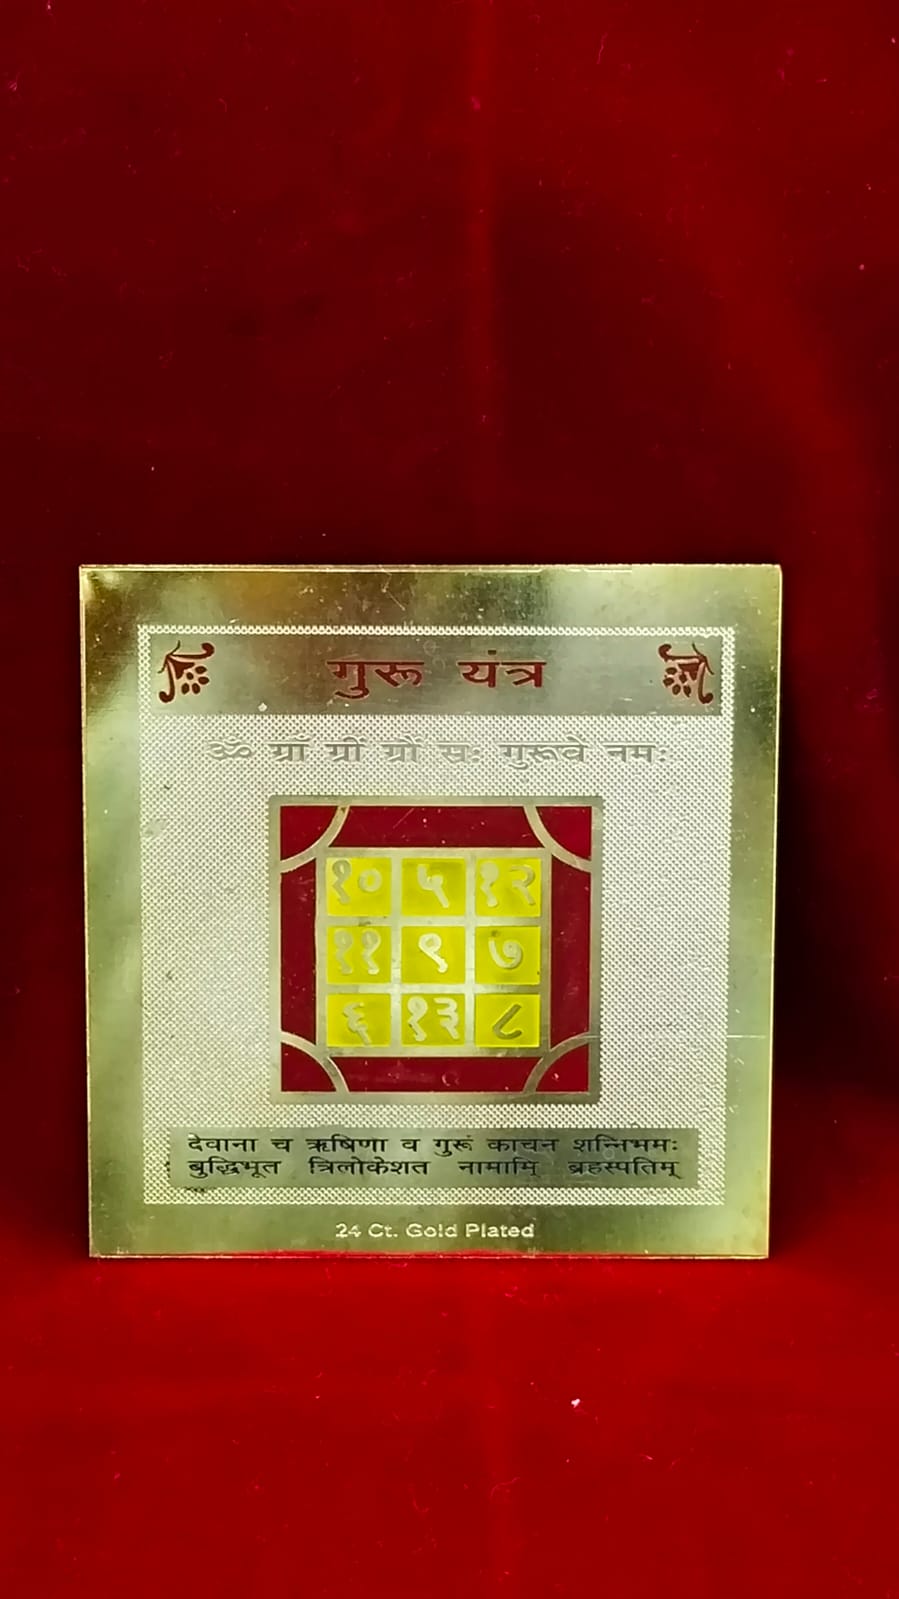 गुरू यंत्र
ॐ ग्राँ ग्रीं ग्रौं सः गुरूवे नमः
१० ५ १२
११ ९ ७
६ १३ ८
देवाना च ऋषिणा व गुरूं काचन शन्निभमः
बुद्धिभूत त्रिलोकेशत नामामि् ब्रहस्पतिम्
24 Ct. Gold Plated